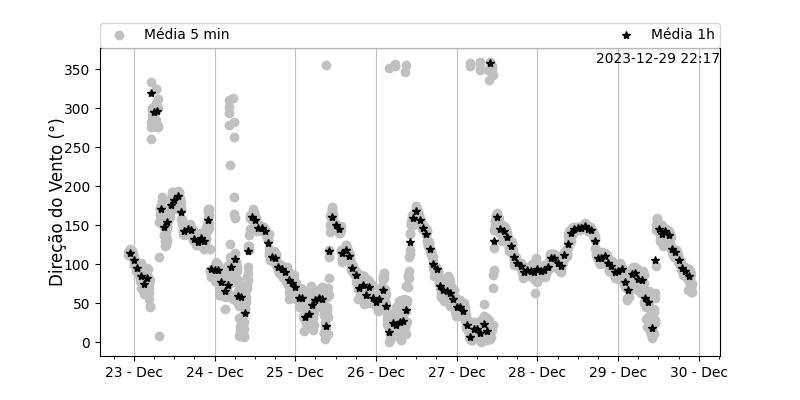 Média 5 min
Média 1h
2023-12-29 22:17
Direção do Vento (°)
350
300
250
200
150
100
50
0
23 - Dec
24 - Dec
25 - Dec
26 - Dec
27 - Dec
28 - Dec
29 - Dec
30 - Dec